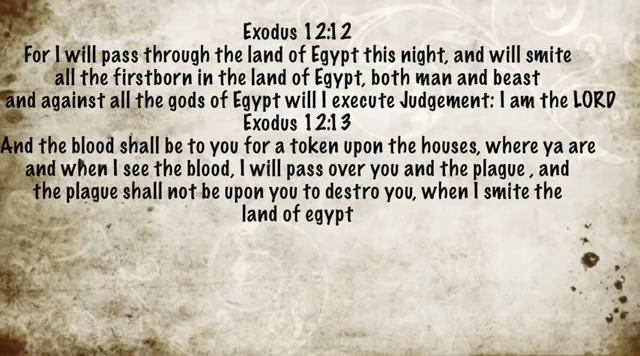 Exodus 12:12
For I will pass through the land of Egypt this night, and will smite
all the firstborn in the land of Egypt, both man and beast
and against all the gods of Egypt will I execute Judgement: I am the LORD
Exodus 12:13
And the blood shall be to you for a token upon the houses, where ya are
and when I see the blood, I will pass over you and the plague , and
the plague shall not be upon you to destro you, when I smite the
land of egypt